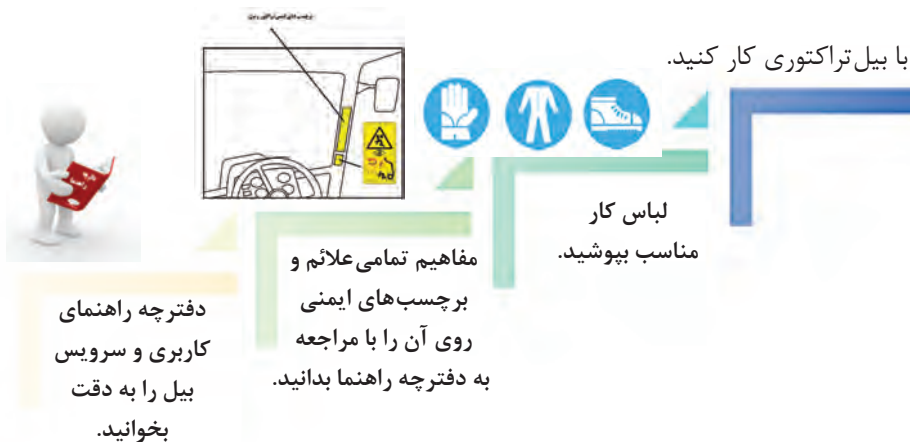 با بیل‌تراکتوری کار کنید.
لباس کار
مناسب بپوشید.
مفاهیم تمامی‌علائم و
برچسب‌های ایمنی
روی آن را با مراجعه
به دفترچه راهنما بدانید.
دفترچه راهنمای
کاربری و سرویس
بیل را به دقت
بخوانید.